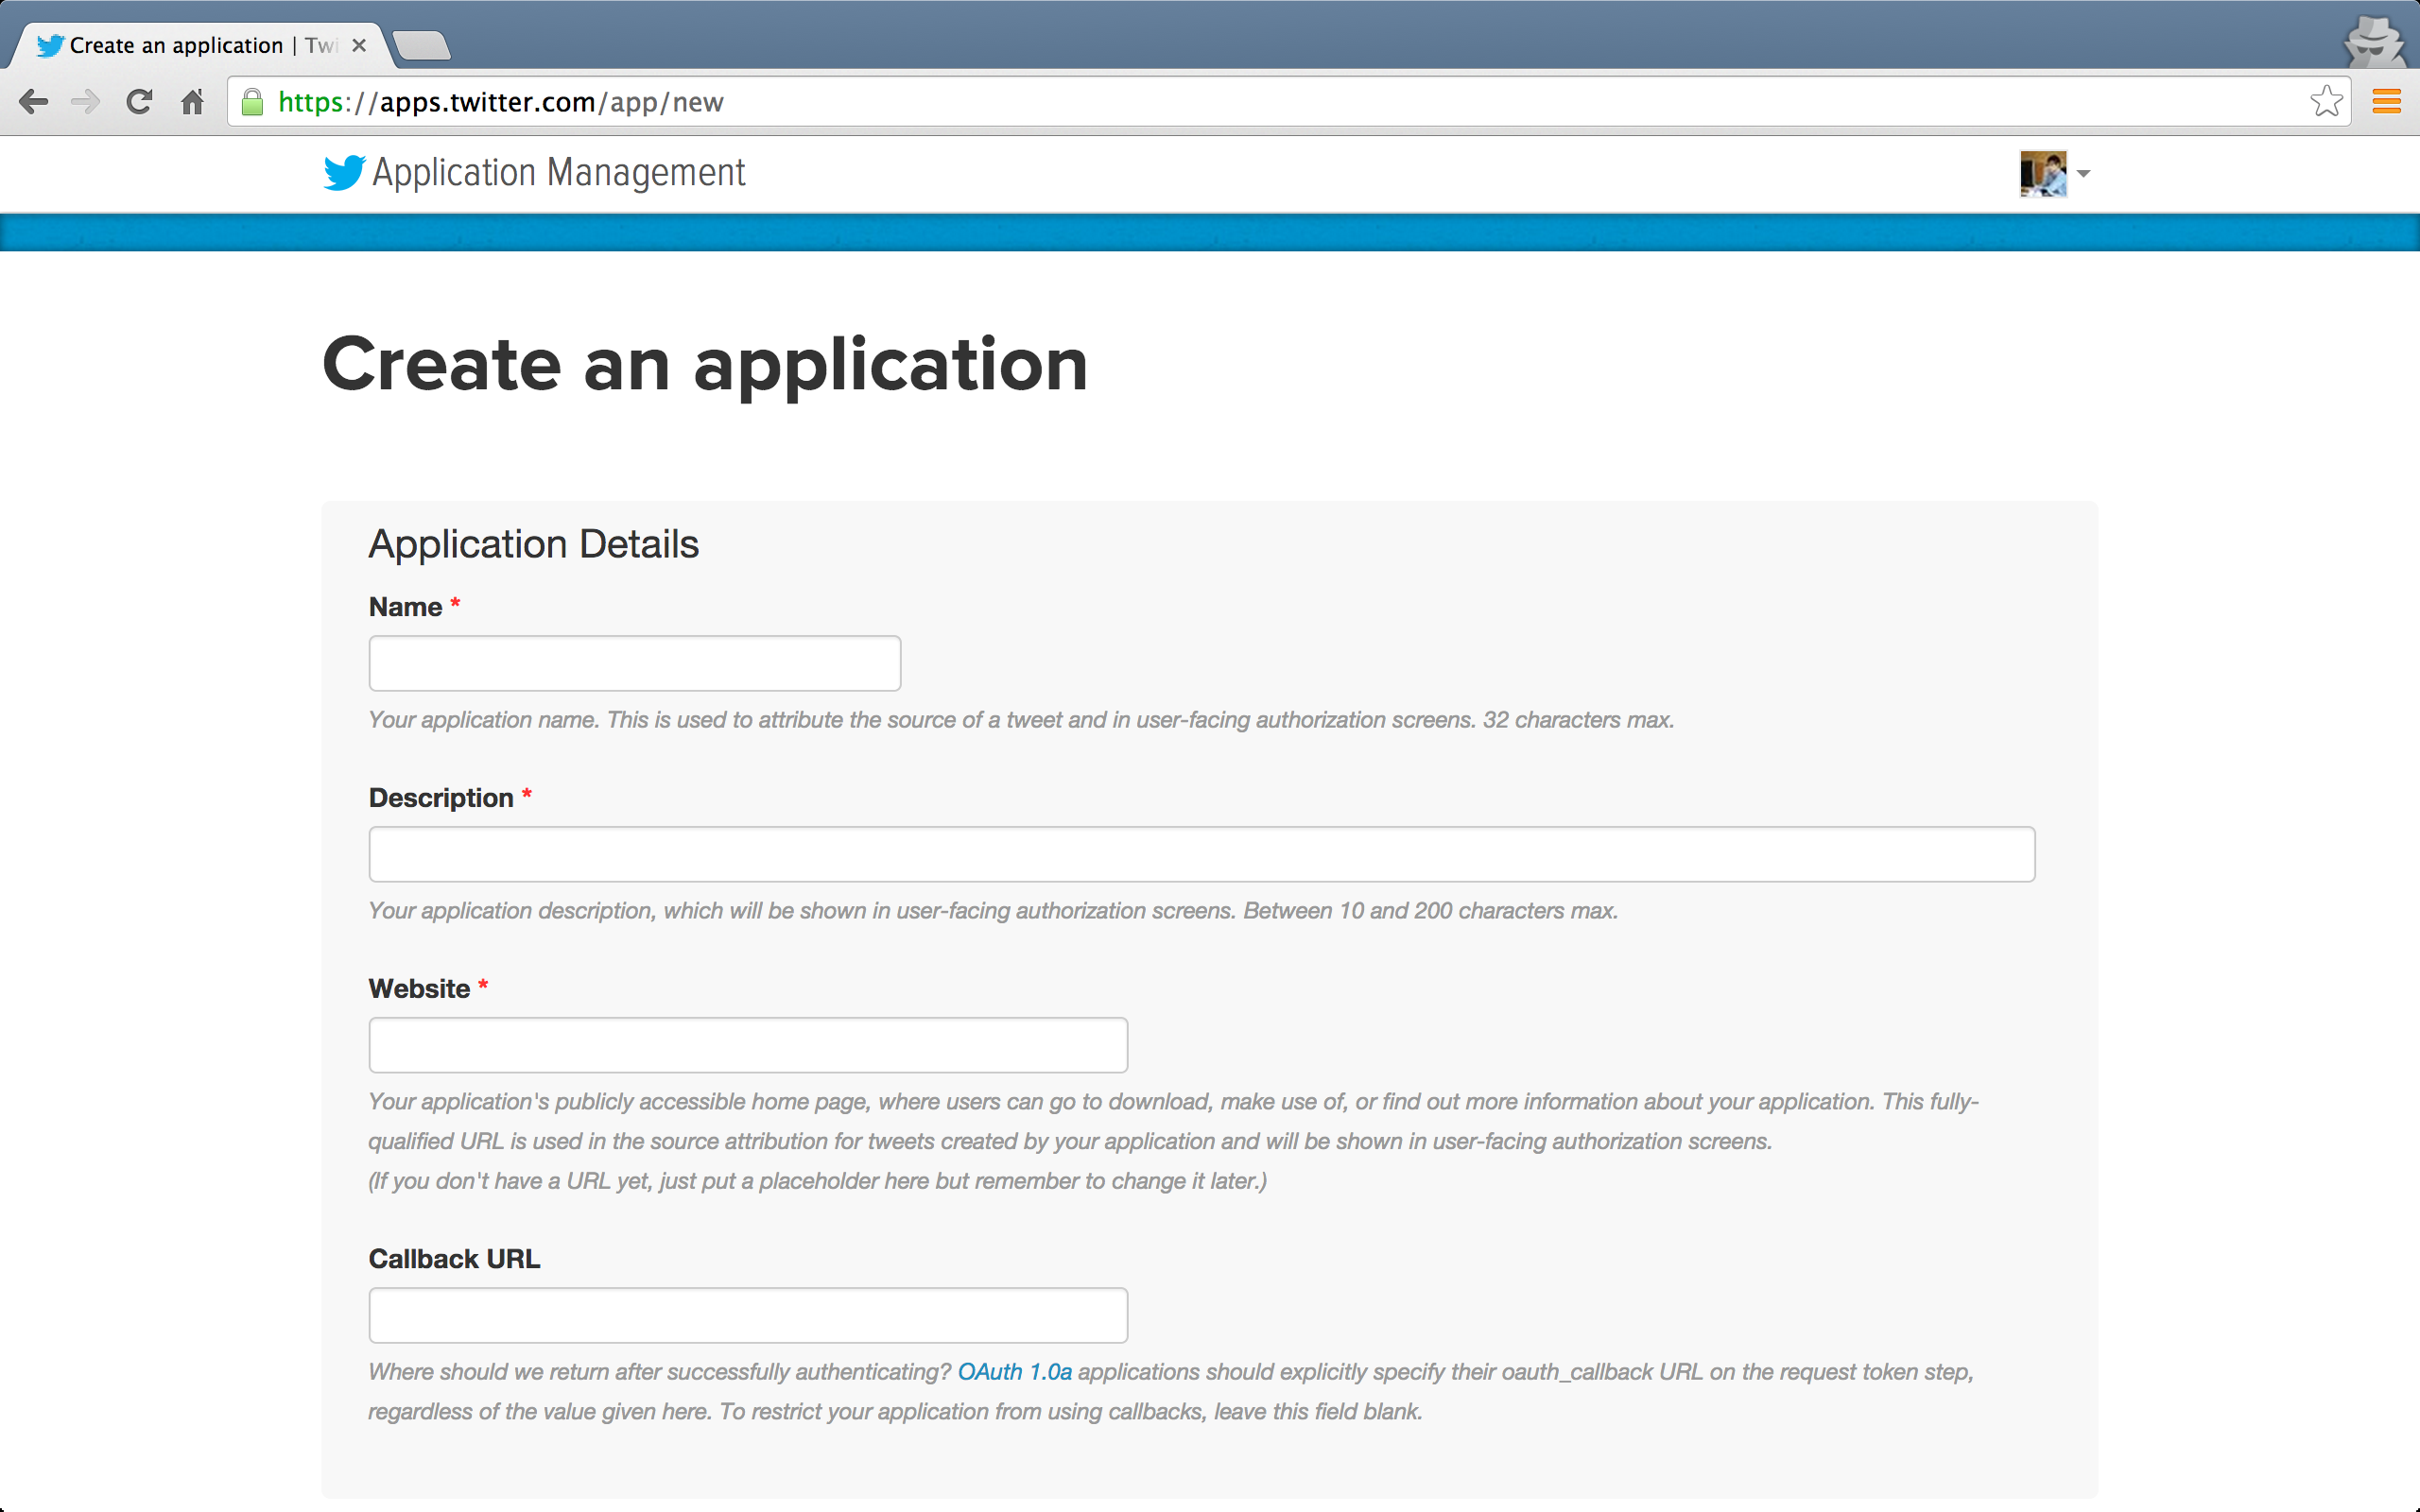 Create an application | Twi
https://apps.twitter.com/app/new
Application Management
Create an application
Application Details
Name *
Your application name. This is used to attribute the source of a tweet and in user-facing authorization screens. 32 characters max.
Description *
Your application description, which will be shown in user-facing authorization screens. Between 10 and 200 characters max.
Website *
Your application's publicly accessible home page, where users can go to download, make use of, or find out more information about your application. This fully-
qualified URL is used in the source attribution for tweets created by your application and will be shown in user-facing authorization screens.
(If you don't have a URL yet, just put a placeholder here but remember to change it later.)
Callback URL
Where should we return after successfully authenticating? OAuth 1.0a applications should explicitly specify their oauth_callback URL on the request token step,
regardless of the value given here. To restrict your application from using callbacks, leave this field blank.